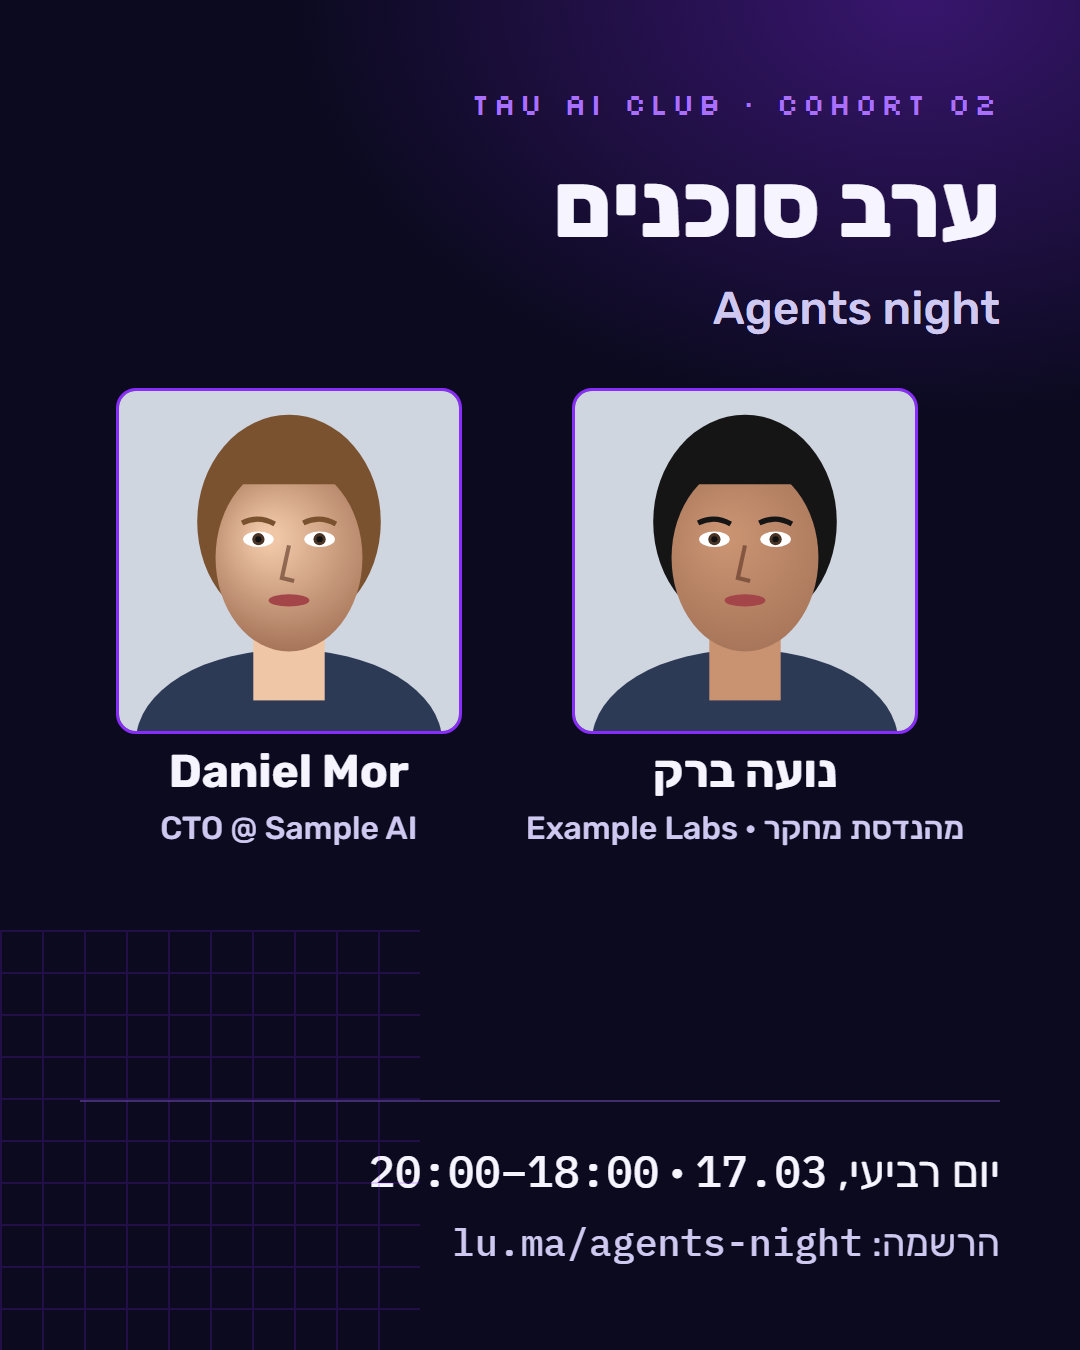 TAU AI CLUB · COHORT 02
ערב סוכנים
Agents night
נועה ברק
מהנדסת מחקר • Example Labs
Daniel Mor
CTO @ Sample AI
יום רביעי, 17.03 • 18:00–20:00
הרשמה: lu.ma/agents-night